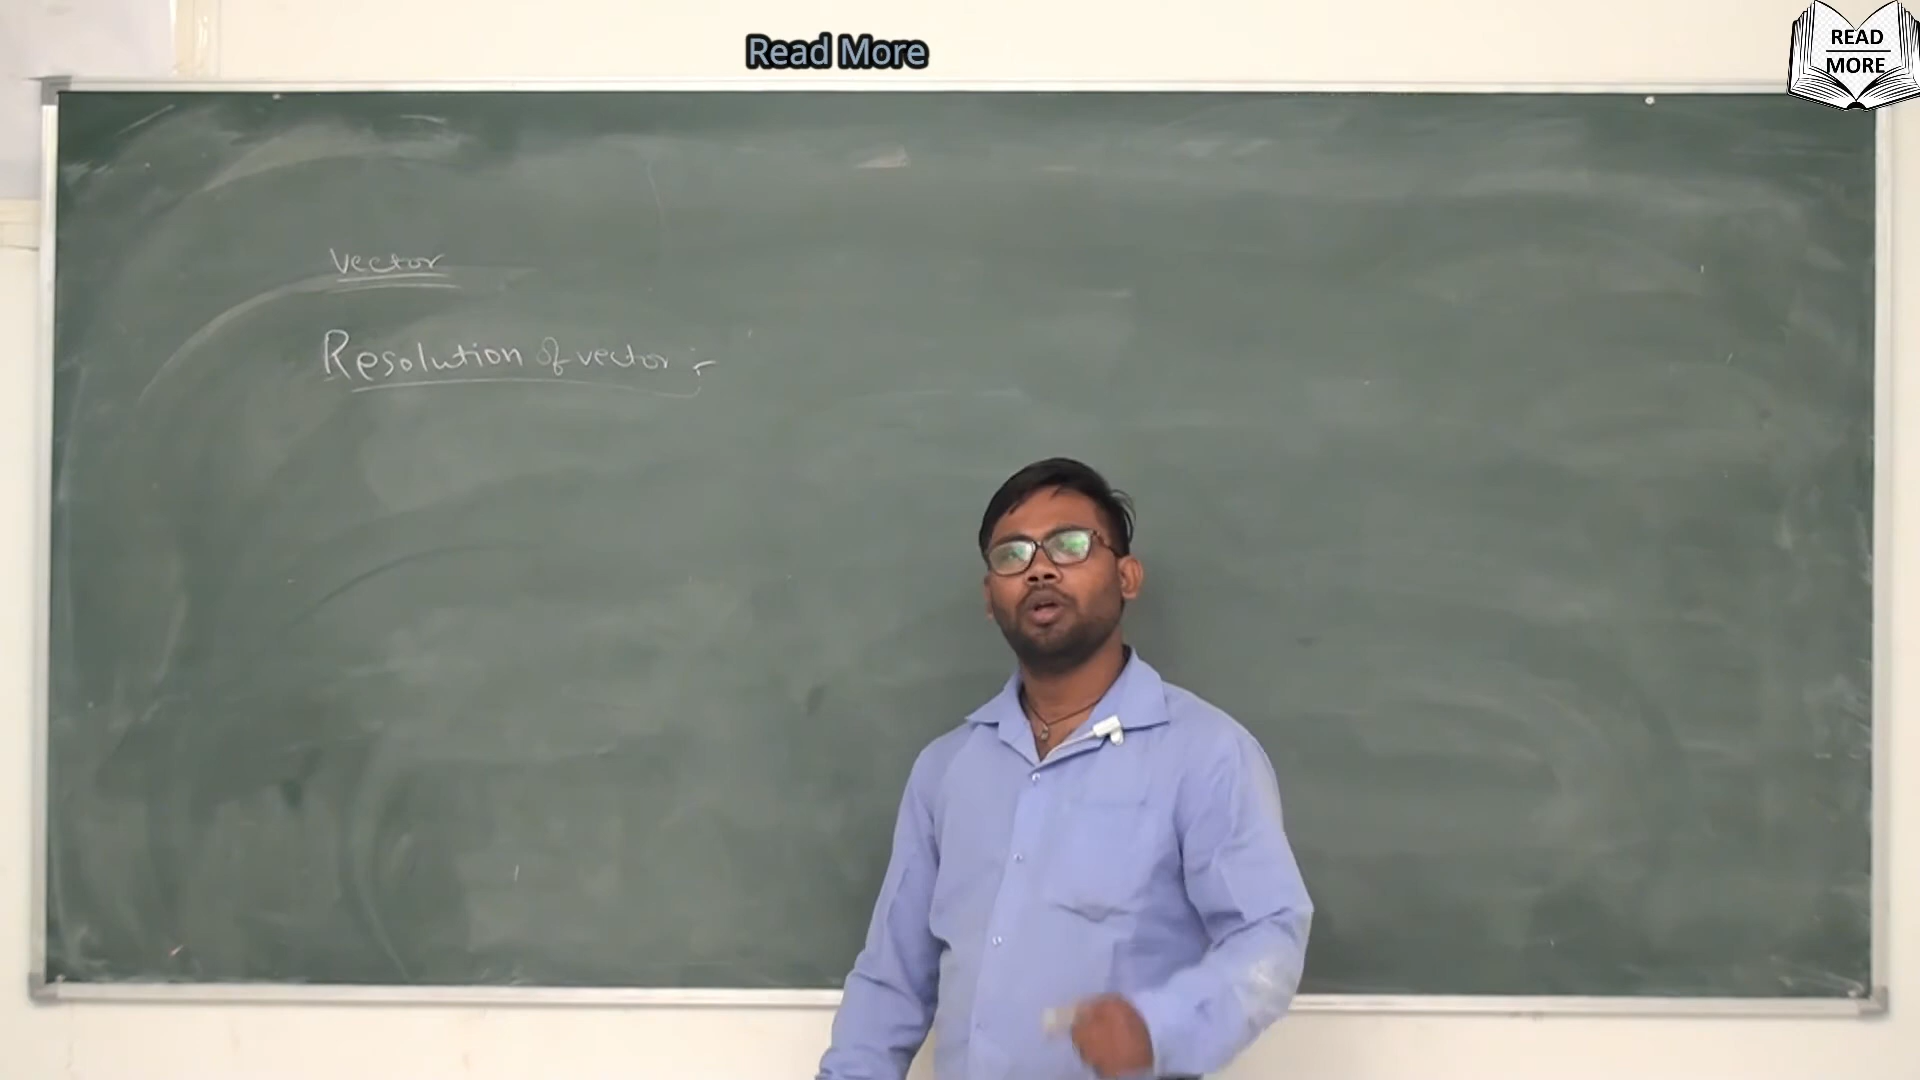 Read More
READ
MORE
Vector
Resolution of vector :-